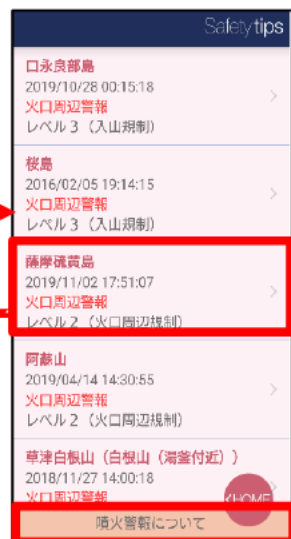 Safety tips
口永良部島
2019/10/28 00:15:18
火口周辺警報
レベル3（入山規制）
桜島
2016/02/05 19:14:15
火口周辺警報
レベル3（入山規制）
薩摩硫黄島
2019/11/02 17:51:07
火口周辺警報
レベル2（火口周辺規制）
阿蘇山
2019/04/14 14:30:55
火口周辺警報
レベル2（火口周辺規制）
草津白根山（白根山（湯釜付近））
2018/11/27 14:00:18
火口周辺警報
<HOME
噴火警報について